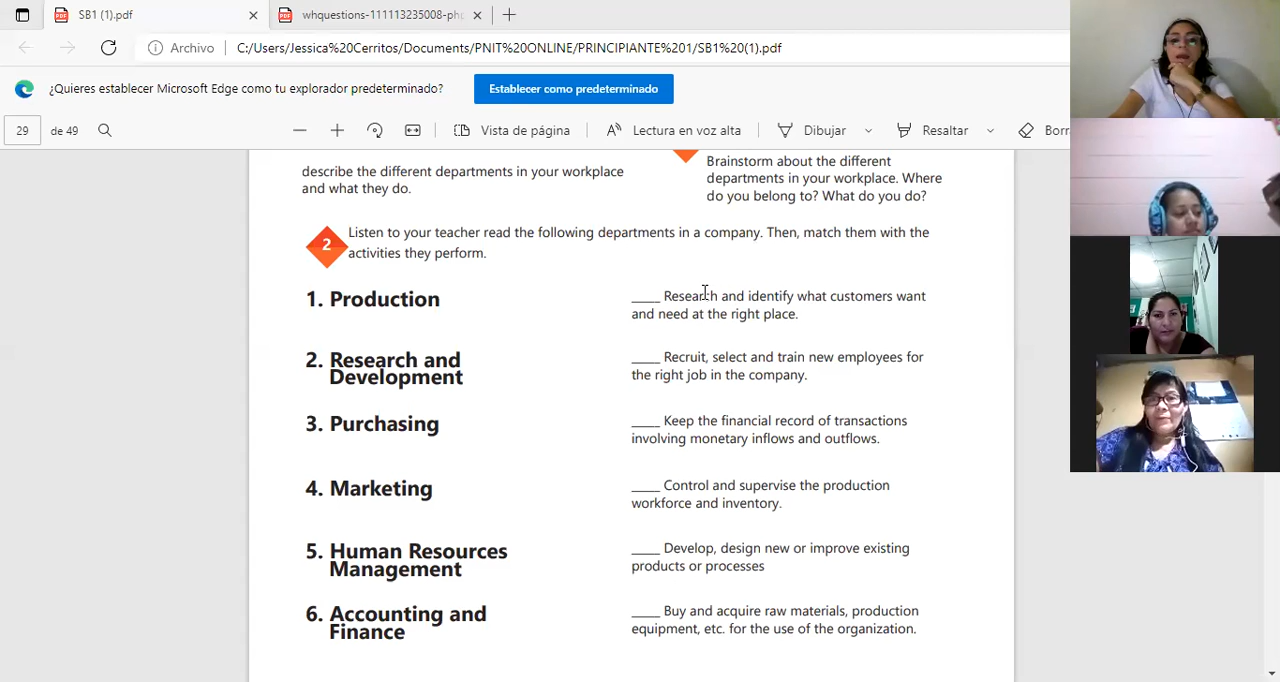 SB1 (1).pdf
whquestions-111113235008-ph
Archivo
C:/Users/Jessica%20Cerritos/Documents/PNIT%20ONLINE/PRINCIPIANTE%201/SB1%20(1).pdf
¿Quieres establecer Microsoft Edge como tu explorador predeterminado?
Establecer como predeterminado
29 de 49
Vista de página
Lectura en voz alta
Dibujar
Resaltar
Borr
describe the different departments in your workplace
and what they do.
Brainstorm about the different
departments in your workplace. Where
do you belong to? What do you do?
2
Listen to your teacher read the following departments in a company. Then, match them with the
activities they perform.
1. Production
____ Research and identify what customers want
and need at the right place.
2. Research and
Development
____ Recruit, select and train new employees for
the right job in the company.
3. Purchasing
____ Keep the financial record of transactions
involving monetary inflows and outflows.
4. Marketing
____ Control and supervise the production
workforce and inventory.
5. Human Resources
Management
____ Develop, design new or improve existing
products or processes
6. Accounting and
Finance
____ Buy and acquire raw materials, production
equipment, etc. for the use of the organization.